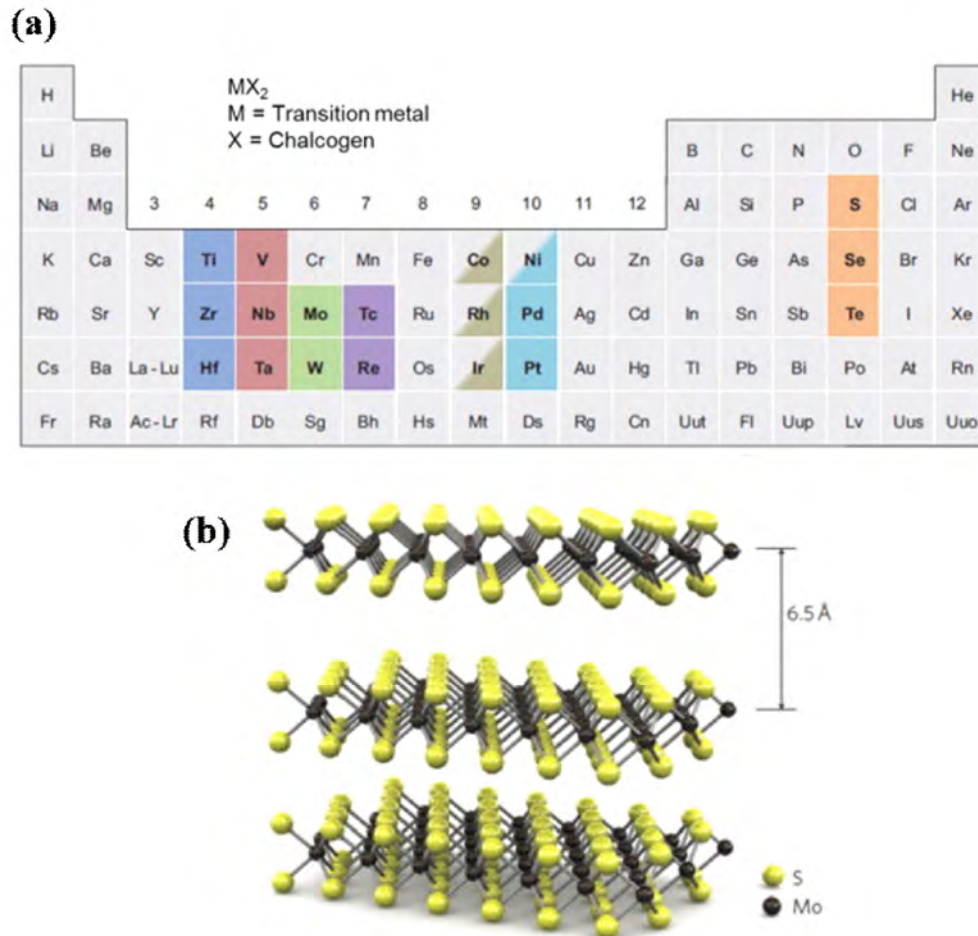 (a)
MX₂
M = Transition metal
X = Chalcogen
H He
Li Be B C N O F Ne
Na Mg 3 4 5 6 7 8 9 10 11 12 Al Si P S Cl Ar
K Ca Sc Ti V Cr Mn Fe Co Ni Cu Zn Ga Ge As Se Br Kr
Rb Sr Y Zr Nb Mo Tc Ru Rh Pd Ag Cd In Sn Sb Te I Xe
Cs Ba La - Lu Hf Ta W Re Os Ir Pt Au Hg Tl Pb Bi Po At Rn
Fr Ra Ac - Lr Rf Db Sg Bh Hs Mt Ds Rg Cn Uut Fl Uup Lv Uus Uuo
(b)
6.5 Å
S
Mo